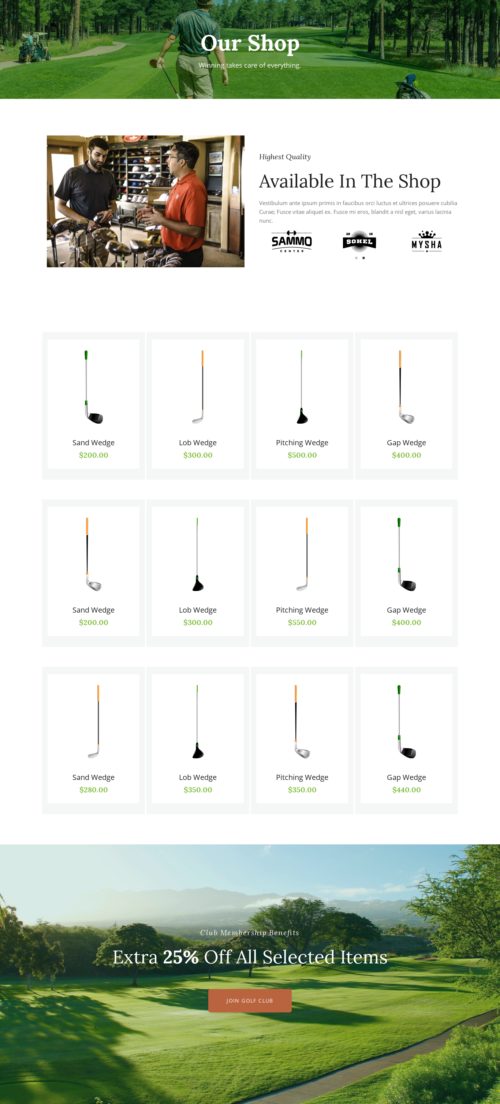 Our Shop
Winning takes care of everything.
Highest Quality
Available In The Shop
Vestibulum ante ipsum primis in faucibus orci luctus et ultrices posuere cubilia
Curae; Fusce vitae aliquet ex. Fusce mi eros, blandit a nisl eget, varius lacinia
nunc.
SAMMO
CENTER
SOHEL
MYSHA
Sand Wedge
$200.00
Lob Wedge
$300.00
Pitching Wedge
$500.00
Gap Wedge
$400.00
Sand Wedge
$200.00
Lob Wedge
$300.00
Pitching Wedge
$550.00
Gap Wedge
$400.00
Sand Wedge
$280.00
Lob Wedge
$350.00
Pitching Wedge
$350.00
Gap Wedge
$440.00
Club Membership Benefits
Extra 25% Off All Selected Items
JOIN GOLF CLUB